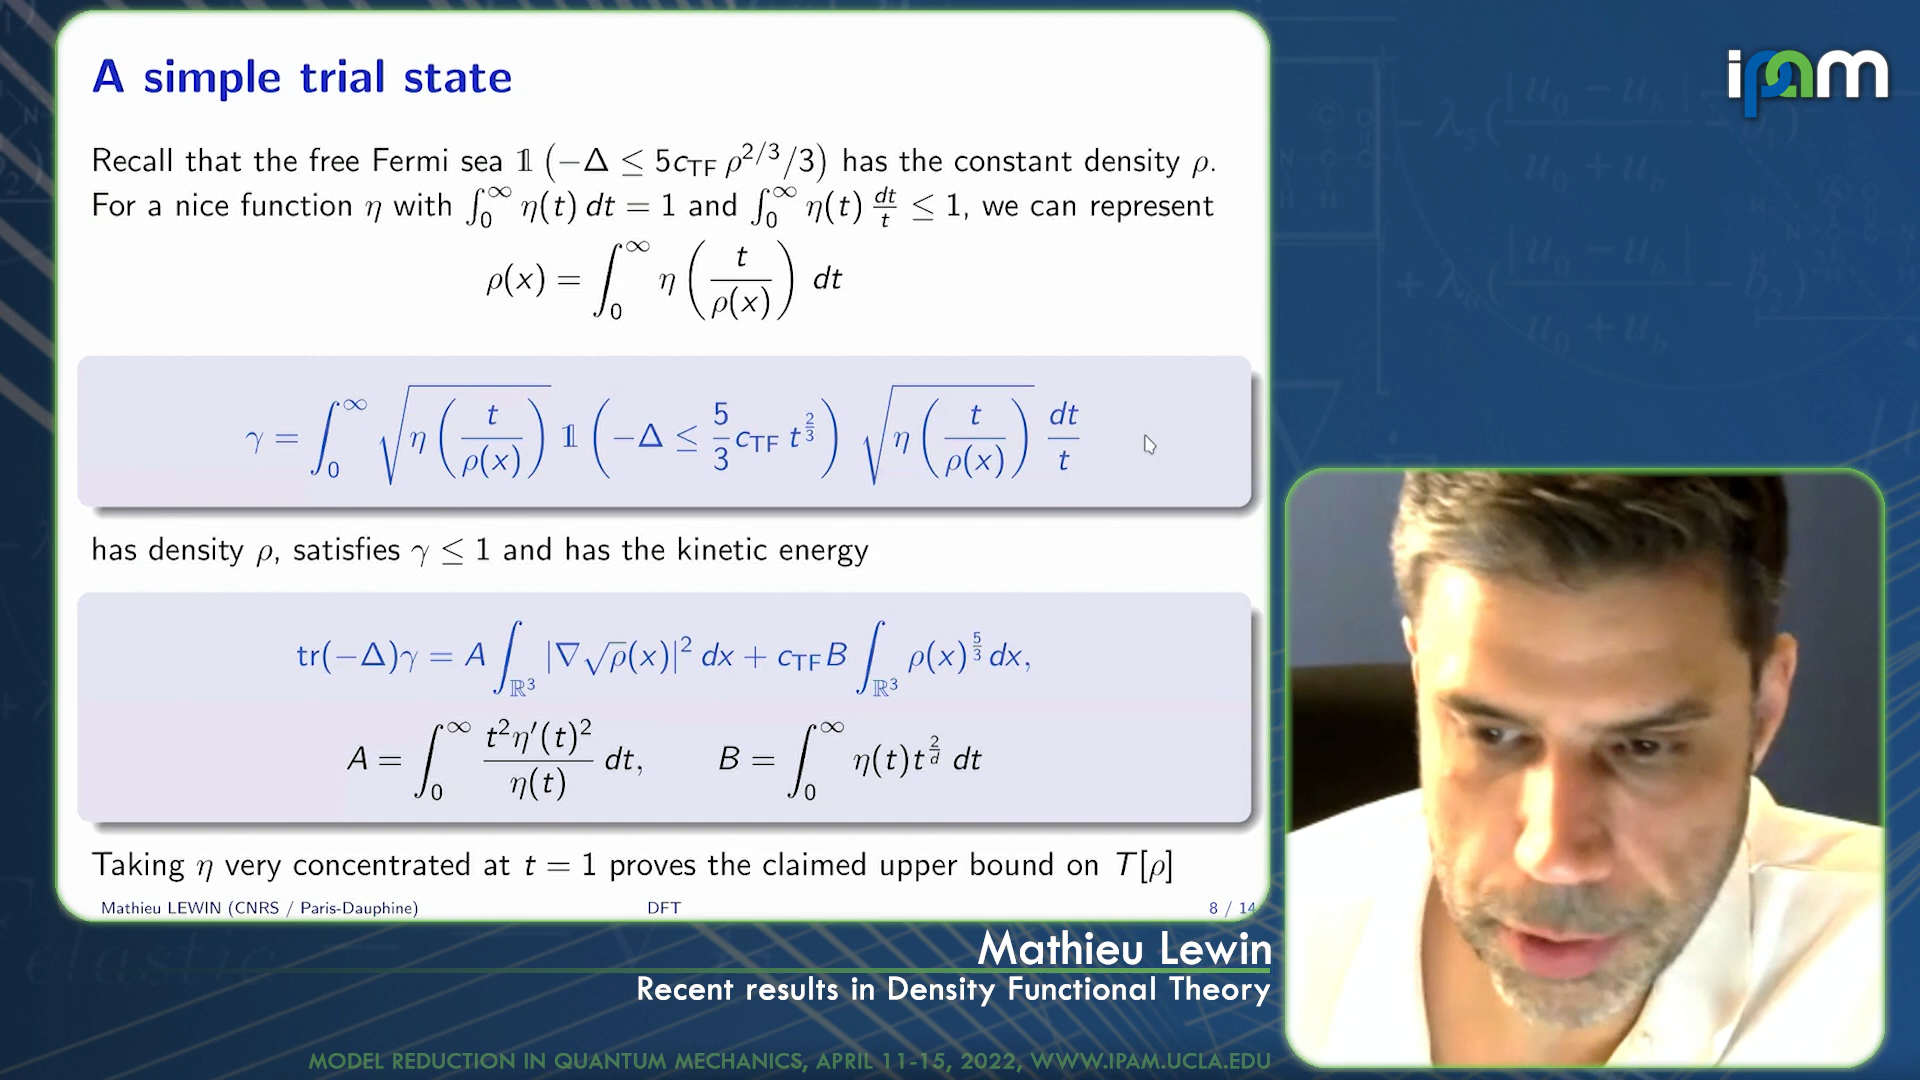 A simple trial state
ipam
Recall that the free Fermi sea 𝟙 (−Δ ≤ 5c_TF ρ^{2/3}/3) has the constant density ρ.
For a nice function η with ∫_0^∞ η(t) dt = 1 and ∫_0^∞ η(t) dt/t ≤ 1, we can represent
ρ(x) = ∫_0^∞ η (t/ρ(x)) dt
γ = ∫_0^∞ √(η (t/ρ(x))) 𝟙 (−Δ ≤ 5/3 c_TF t^{2/3}) √(η (t/ρ(x))) dt/t
has density ρ, satisfies γ ≤ 1 and has the kinetic energy
tr(−Δ)γ = A ∫_{ℝ³} |∇√ρ(x)|² dx + c_TF B ∫_{ℝ³} ρ(x)^{5/3} dx,
A = ∫_0^∞ t²η′(t)²/η(t) dt, B = ∫_0^∞ η(t)t^{2/d} dt
Taking η very concentrated at t = 1 proves the claimed upper bound on T[ρ]
Mathieu LEWIN (CNRS / Paris-Dauphine) DFT 8 / 14
Mathieu Lewin
Recent results in Density Functional Theory
MODEL REDUCTION IN QUANTUM MECHANICS, APRIL 11-15, 2022, WWW.IPAM.UCLA.EDU